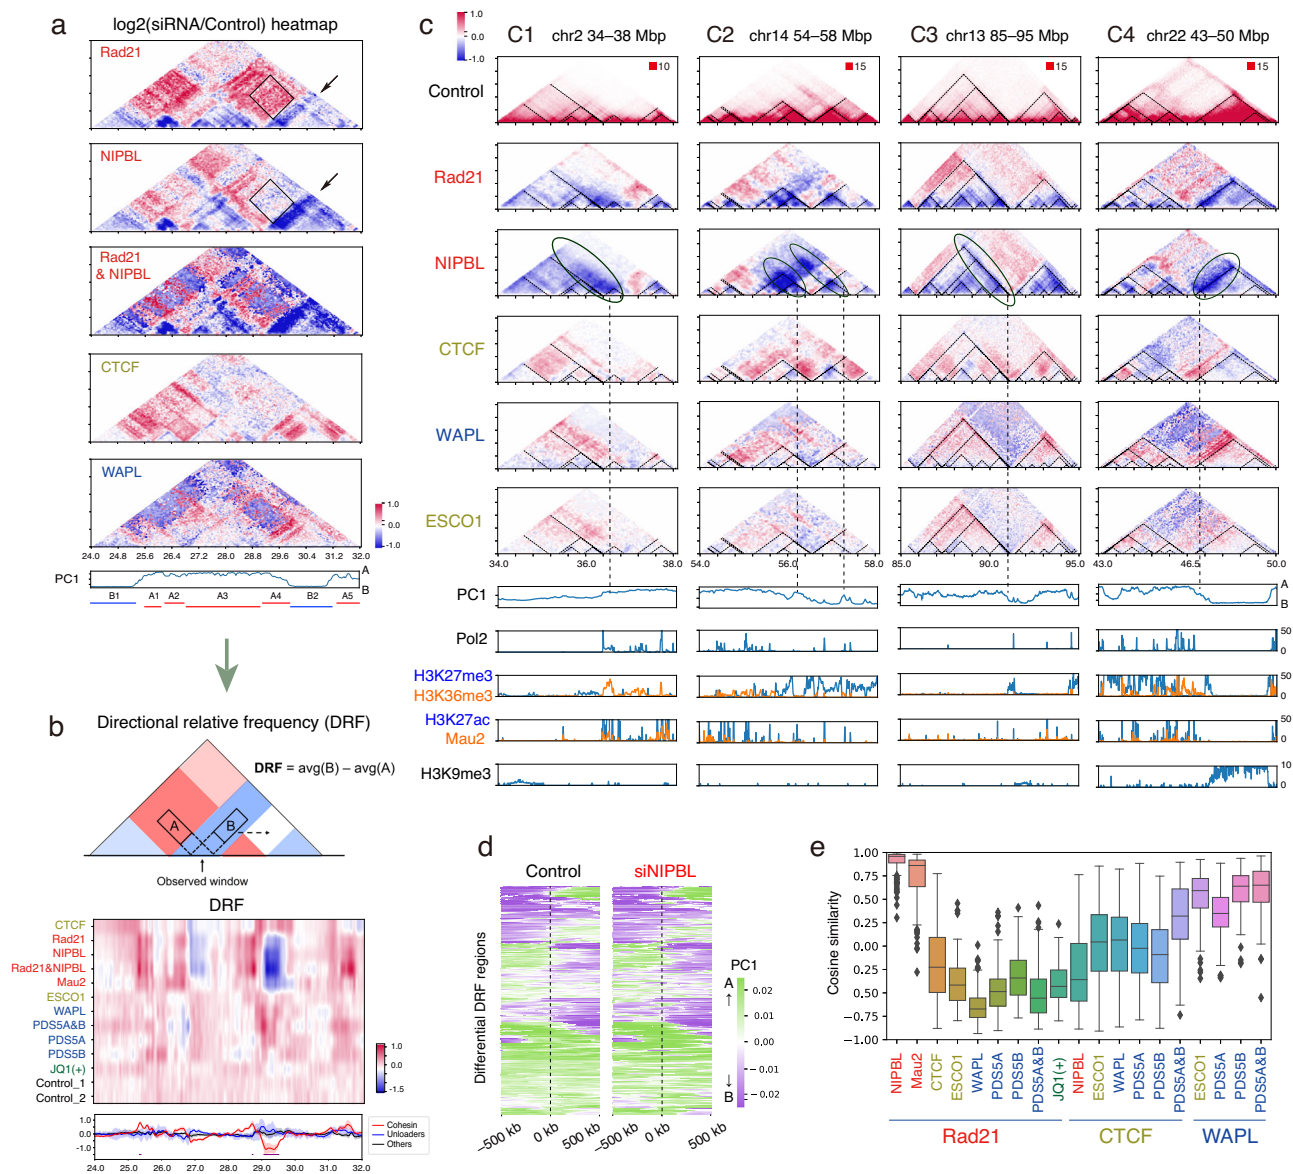 a
log2(siRNA/Control) heatmap
Rad21
NIPBL
Rad21
& NIPBL
CTCF
WAPL
1.0
0.0
-1.0
24.0 24.8 25.6 26.4 27.2 28.0 28.8 29.6 30.4 31.2 32.0
PC1
A
B
B1 A1 A2 A3 A4 B2 A5
b
Directional relative frequency (DRF)
DRF = avg(B) – avg(A)
A
B
Observed window
DRF
CTCF
Rad21
NIPBL
Rad21&NIPBL
Mau2
ESCO1
WAPL
PDS5A&B
PDS5A
PDS5B
JQ1(+)
Control_1
Control_2
1.0
0.0
-1.5
1.0
0.0
-1.0
Cohesin
Unloaders
Others
24.0 25.0 26.0 27.0 28.0 29.0 30.0 31.0 32.0
c
1.0
0.0
-1.0
C1 chr2 34–38 Mbp
C2 chr14 54–58 Mbp
C3 chr13 85–95 Mbp
C4 chr22 43–50 Mbp
Control
10
15
15
15
Rad21
NIPBL
CTCF
WAPL
ESCO1
34.0 36.0 38.0
54.0 56.0 58.0
85.0 90.0 95.0
43.0 46.5 50.0
PC1
A
B
Pol2
50
0
H3K27me3
H3K36me3
50
0
H3K27ac
Mau2
50
0
H3K9me3
10
0
d
Control
siNIPBL
Differential DRF regions
−500 kb 0 kb 500 kb
−500 kb 0 kb 500 kb
PC1
A
B
0.02
0.01
0.00
−0.01
−0.02
e
Cosine similarity
1.00
0.75
0.50
0.25
0.00
0.25
0.50
−0.75
−1.00
NIPBL
Mau2
CTCF
ESCO1
WAPL
PDS5A
PDS5B
PDS5A&B
JQ1(+)
NIPBL
ESCO1
WAPL
PDS5A
PDS5B
PDS5A&B
ESCO1
PDS5A
PDS5B
PDS5A&B
Rad21
CTCF
WAPL